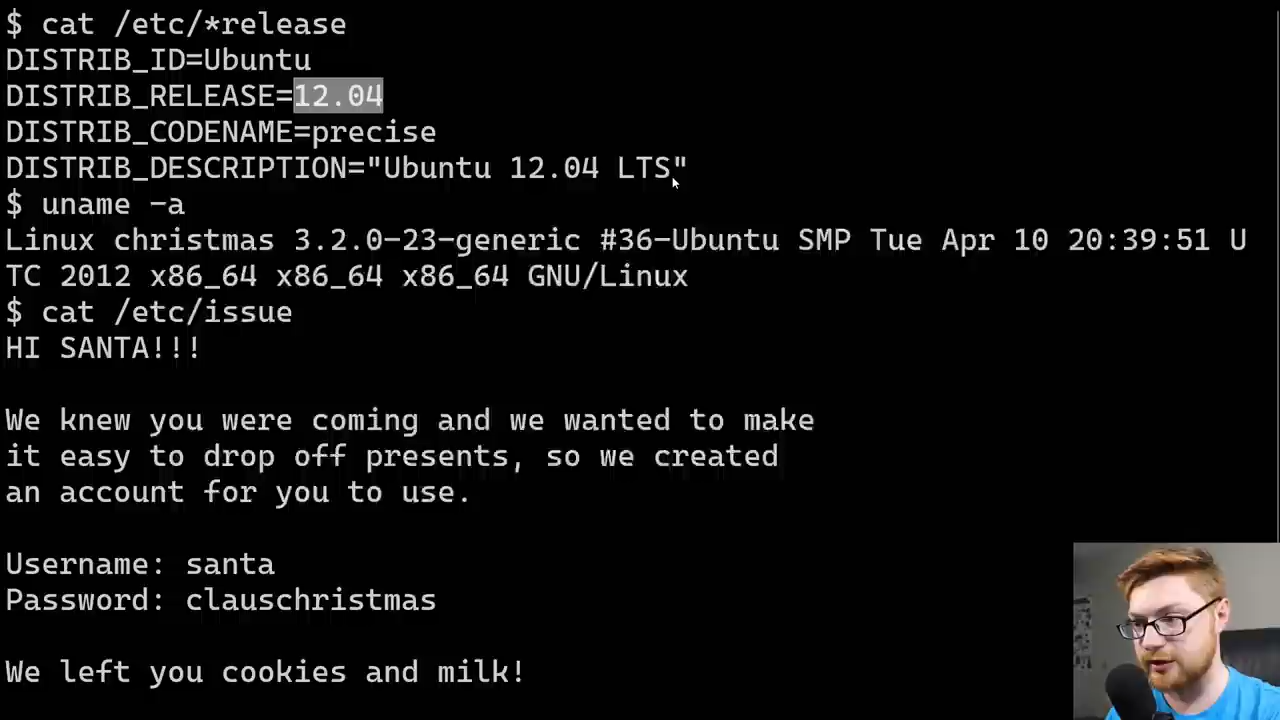 $ cat /etc/*release
DISTRIB_ID=Ubuntu
DISTRIB_RELEASE=12.04
DISTRIB_CODENAME=precise
DISTRIB_DESCRIPTION="Ubuntu 12.04 LTS"
$ uname -a
Linux christmas 3.2.0-23-generic #36-Ubuntu SMP Tue Apr 10 20:39:51 U
TC 2012 x86_64 x86_64 x86_64 GNU/Linux
$ cat /etc/issue
HI SANTA!!!
We knew you were coming and we wanted to make
it easy to drop off presents, so we created
an account for you to use.
Username: santa
Password: clauschristmas
We left you cookies and milk!